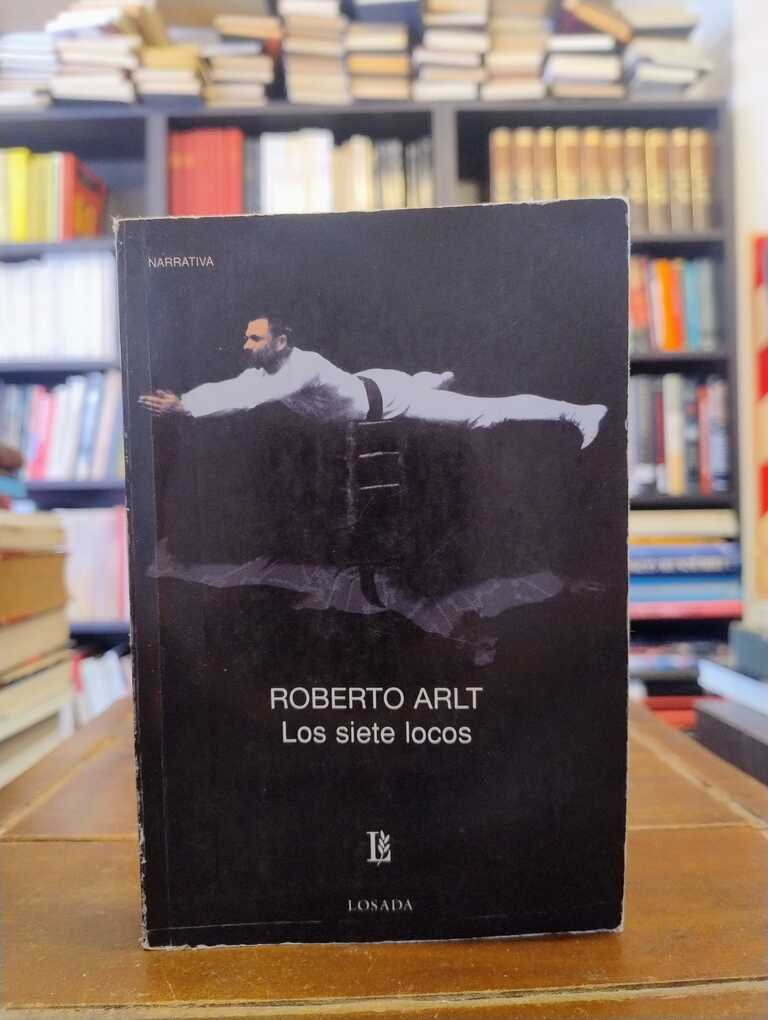 NARRATIVA
ROBERTO ARLT
Los siete locos
L
LOSADA